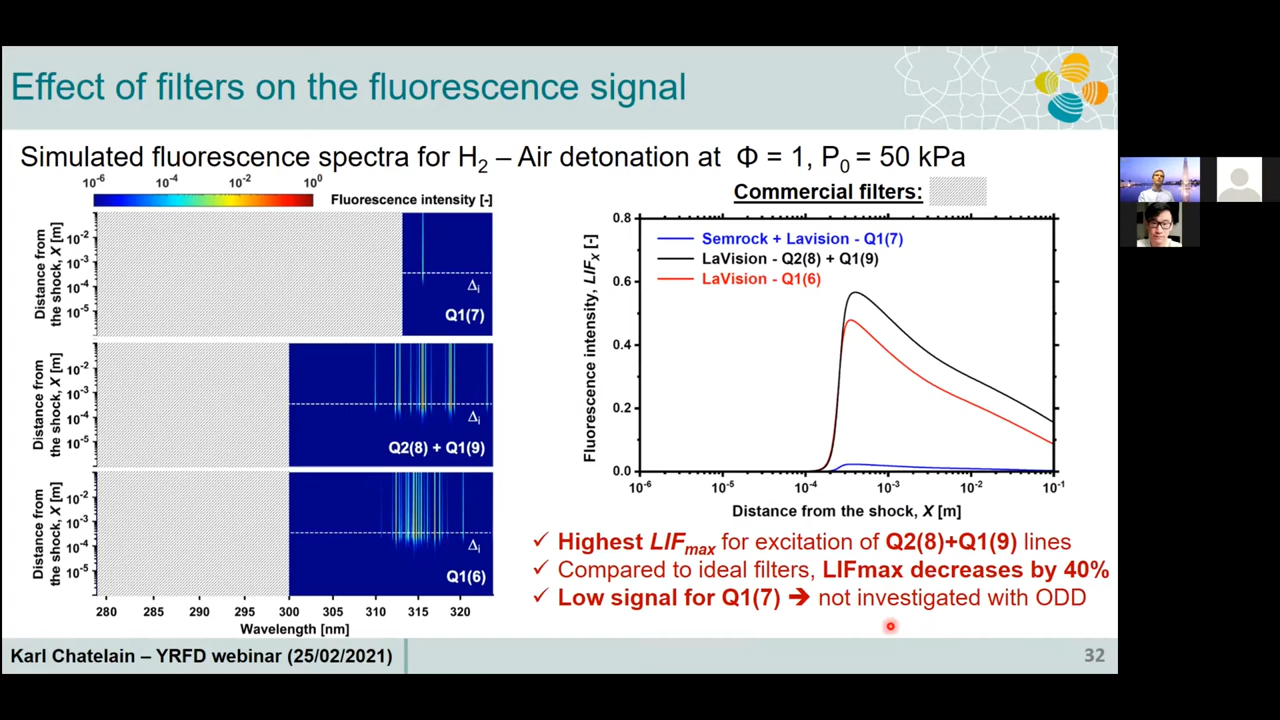 Effect of filters on the fluorescence signal
Simulated fluorescence spectra for H2 – Air detonation at Φ = 1, P0 = 50 kPa
10-6 10-4 10-2 100
Fluorescence intensity [-]
Distance from the shock, X [m]
10-2
10-3
10-4
10-5
Δi
Q1(7)
Distance from the shock, X [m]
10-2
10-3
10-4
10-5
Δi
Q2(8) + Q1(9)
Distance from the shock, X [m]
10-2
10-3
10-4
10-5
Δi
Q1(6)
280 285 290 295 300 305 310 315 320
Wavelength [nm]
Commercial filters:
Fluorescence intensity, LIFX [-]
0.8
0.6
0.4
0.2
0.0
Semrock + Lavision - Q1(7)
LaVision - Q2(8) + Q1(9)
LaVision - Q1(6)
10-6 10-5 10-4 10-3 10-2 10-1
Distance from the shock, X [m]
✓ Highest LIFmax for excitation of Q2(8)+Q1(9) lines
✓ Compared to ideal filters, LIFmax decreases by 40%
✓ Low signal for Q1(7) ➔ not investigated with ODD
Karl Chatelain – YRFD webinar (25/02/2021)
32